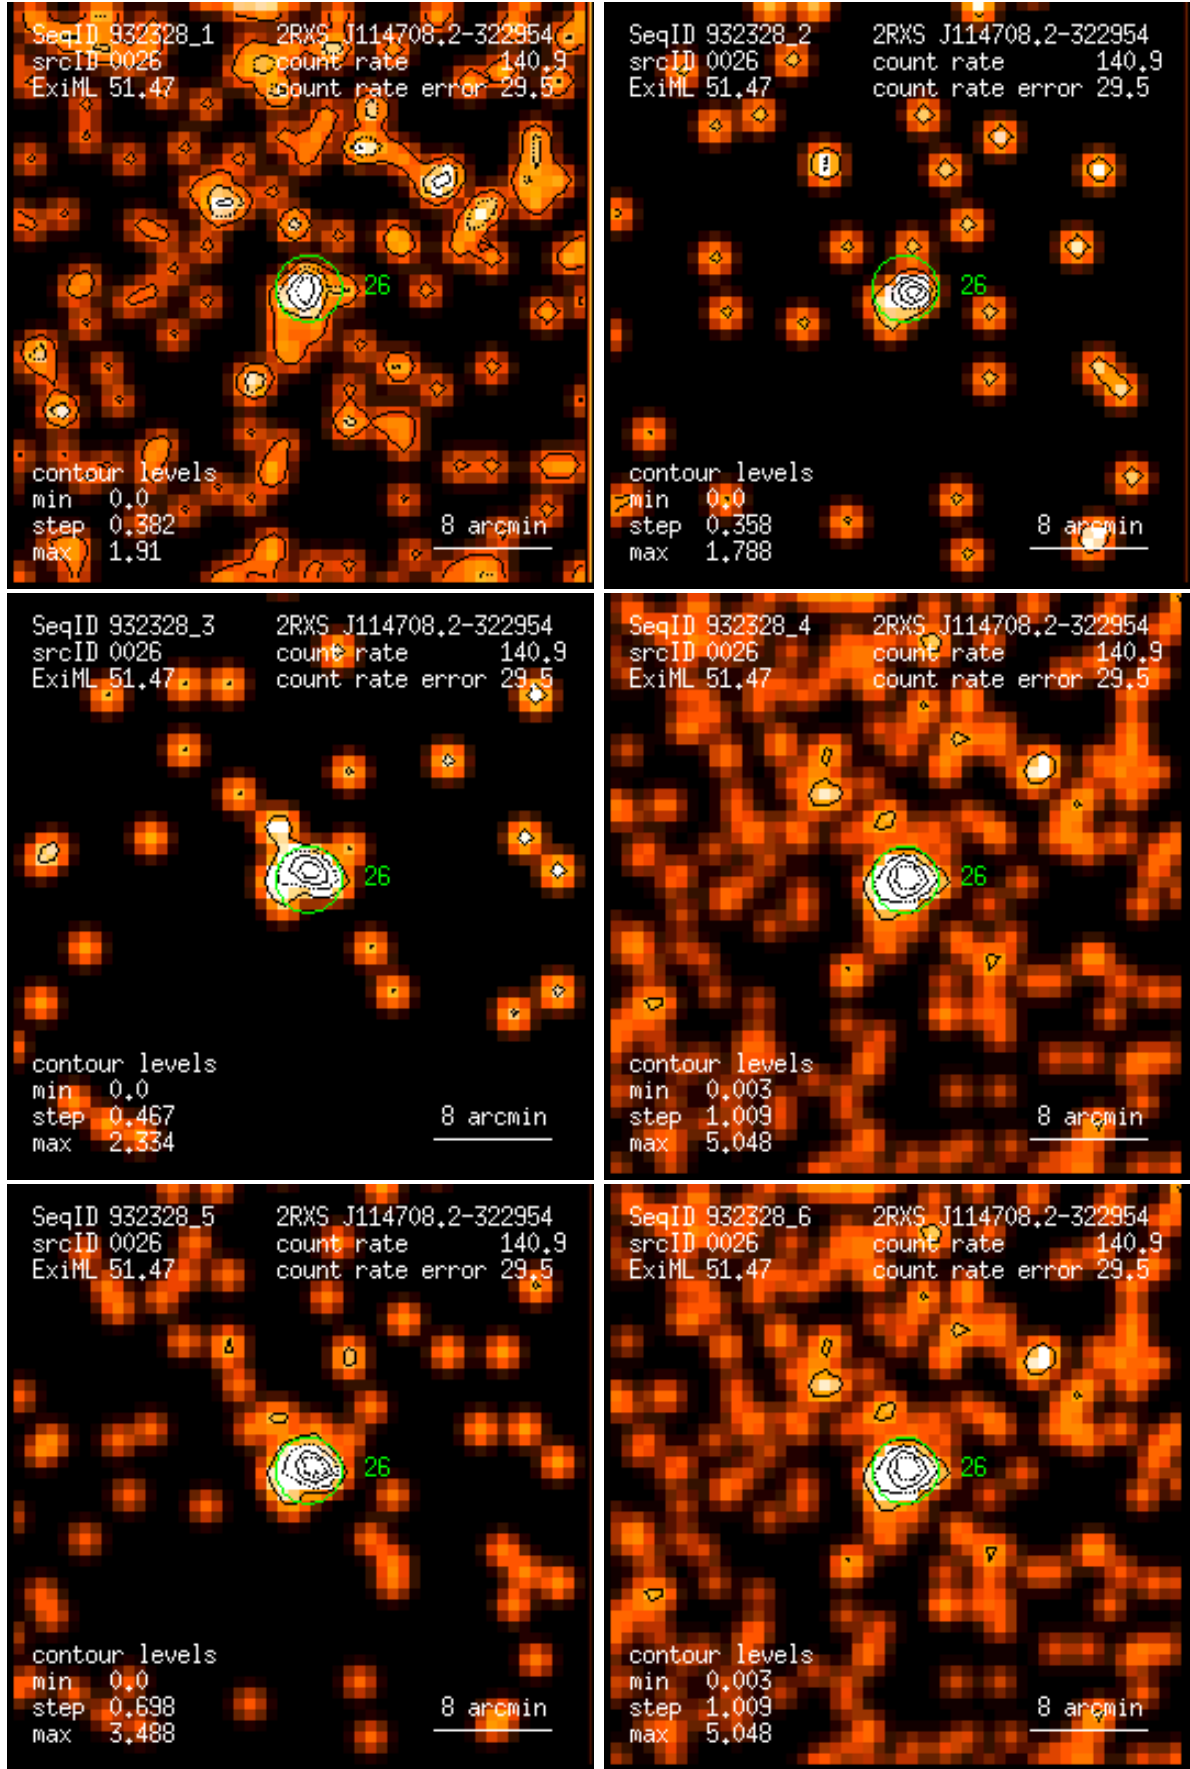 SeqID 932328_1 2RXS J114708.2-322954
srcID 0026 count rate 140.9
ExiML 51.47 count rate error 29.5
26
contour levels
min 0.0
step 0.382 8 arcmin
max 1.91
SeqID 932328_2 2RXS J114708.2-322954
srcID 0026 count rate 140.9
ExiML 51.47 count rate error 29.5
26
contour levels
min 0.0
step 0.358 8 arcmin
max 1.788
SeqID 932328_3 2RXS J114708.2-322954
srcID 0026 count rate 140.9
ExiML 51.47 count rate error 29.5
26
contour levels
min 0.0
step 0.467 8 arcmin
max 2.334
SeqID 932328_4 2RXS J114708.2-322954
srcID 0026 count rate 140.9
ExiML 51.47 count rate error 29.5
26
contour levels
min 0.003
step 1.009 8 arcmin
max 5.048
SeqID 932328_5 2RXS J114708.2-322954
srcID 0026 count rate 140.9
ExiML 51.47 count rate error 29.5
26
contour levels
min 0.0
step 0.698 8 arcmin
max 3.488
SeqID 932328_6 2RXS J114708.2-322954
srcID 0026 count rate 140.9
ExiML 51.47 count rate error 29.5
26
contour levels
min 0.003
step 1.009 8 arcmin
max 5.048